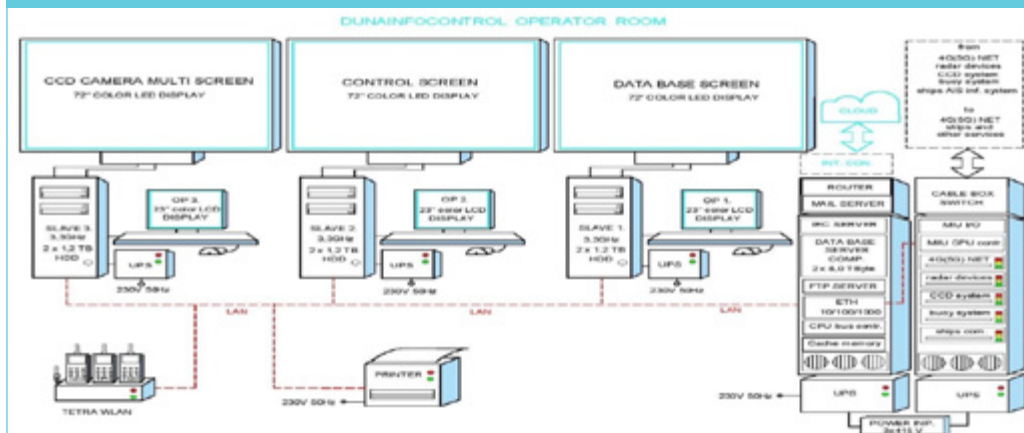 DUNAINFOCONTROL OPERATOR ROOM
CCD CAMERA MULTI SCREEN
72" COLOR LED DISPLAY
CONTROL SCREEN
72" COLOR LED DISPLAY
DATA BASE SCREEN
72" COLOR LED DISPLAY
from
4G(5G) NET
radar devices
CCD system
busy system
ships AIS inf. system
to
4G(5G) NET
ships and
other services
CLOUD
INT. CON.
OP 3.
23" color LCD
DISPLAY
SLAVE 3.
3,3GHz
2 x 1,2 TB
HDD
UPS
230V 50Hz
OP 2.
23" color LCD
DISPLAY
SLAVE 2.
3,3GHz
2 x 1,2 TB
HDD
UPS
230V 50Hz
OP 1.
23" color LCD
DISPLAY
SLAVE 1.
3,3GHz
2 x 1,2 TB
HDD
UPS
230V 50Hz
ROUTER
MAIL SERVER
SERVER
DATA BASE
SERVER
COMP.
2 x 8,0 TByte
FTP SERVER
ETH
10/100/1000
CPU bus contr.
Cache memory
UPS
230V 50Hz
CABLE BOX
SWITCH
MIU I/O
MIU CPU contr.
4G(5G) NET
radar devices
CCD system
busy system
ships com
UPS
POWER INP.
LAN
LAN
LAN
TETRA WLAN
PRINTER
230V 50Hz